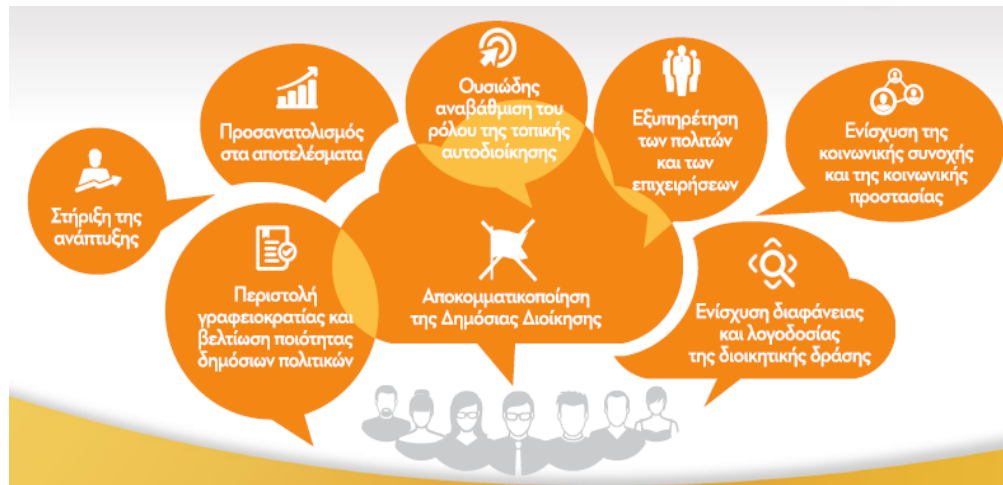 Στήριξη της
ανάπτυξης
Προσανατολισμός
στα αποτελέσματα
Ουσιώδης
αναβάθμιση του
ρόλου της τοπικής
αυτοδιοίκησης
Εξυπηρέτηση
των πολιτών
και των
επιχειρήσεων
Ενίσχυση της
κοινωνικής συνοχής
και της κοινωνικής
προστασίας
Περιστολή
γραφειοκρατίας και
βελτίωση ποιότητας
δημόσιων πολιτικών
Αποκομματικοποίηση
της Δημόσιας Διοίκησης
Ενίσχυση διαφάνειας
και λογοδοσίας
της διοικητικής δράσης